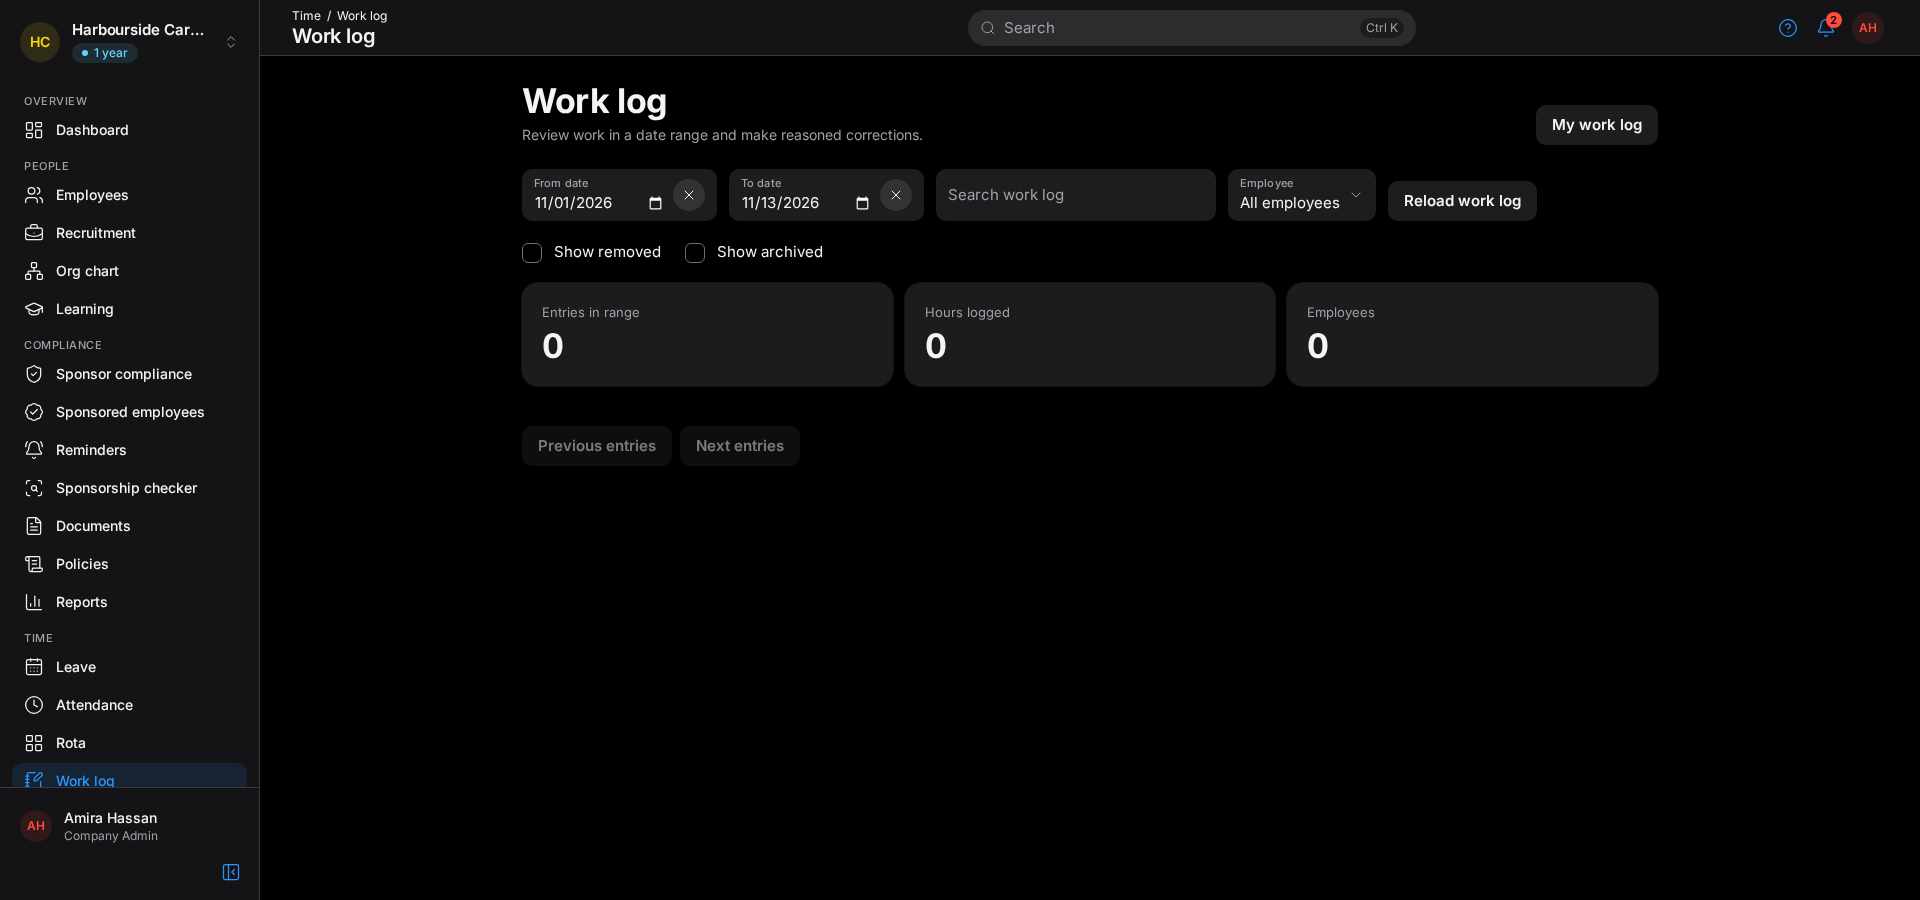 HC
Harbourside Car...
1 year
OVERVIEW
Dashboard
PEOPLE
Employees
Recruitment
Org chart
Learning
COMPLIANCE
Sponsor compliance
Sponsored employees
Reminders
Sponsorship checker
Documents
Policies
Reports
TIME
Leave
Attendance
Rota
Work log
AH
Amira Hassan
Company Admin
Time / Work log
Work log
Search
Ctrl K
2
AH
Work log
Review work in a date range and make reasoned corrections.
My work log
From date
11/01/2026
To date
11/13/2026
Search work log
Employee
All employees
Reload work log
Show removed
Show archived
Entries in range
0
Hours logged
0
Employees
0
Previous entries
Next entries